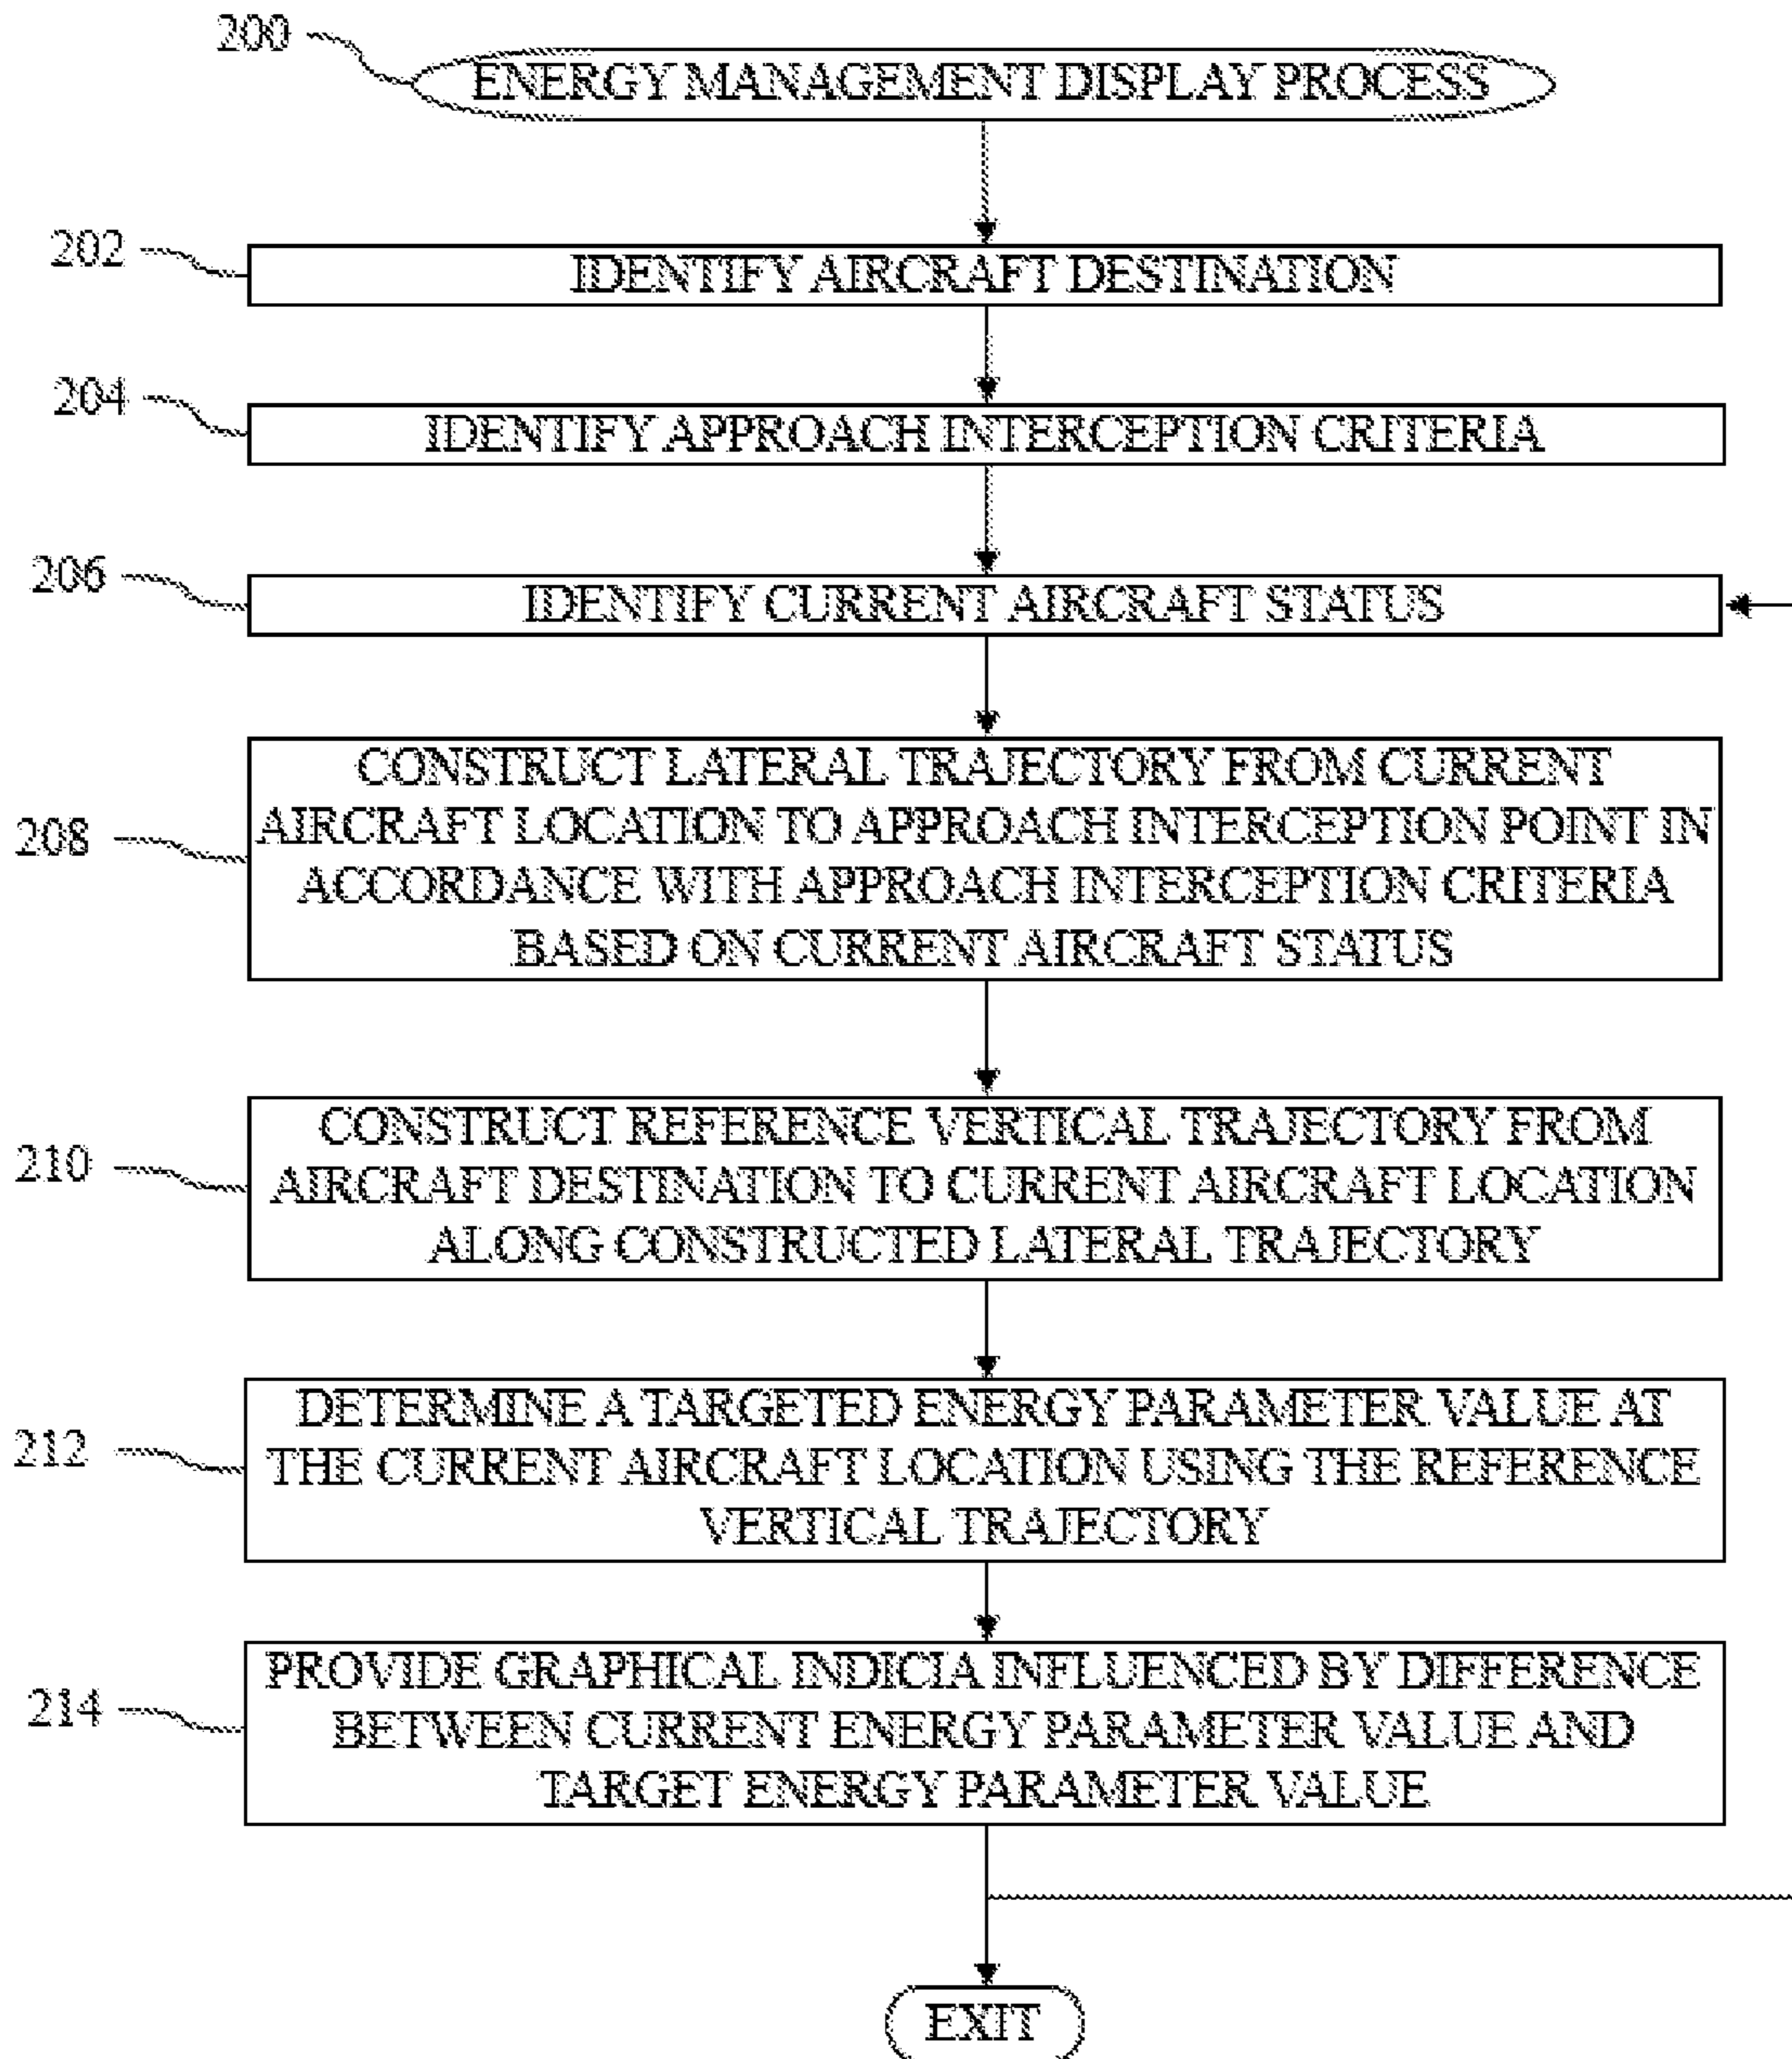 200
ENERGY MANAGEMENT DISPLAY PROCESS
202
IDENTIFY AIRCRAFT DESTINATION
204
IDENTIFY APPROACH INTERCEPTION CRITERIA
206
IDENTIFY CURRENT AIRCRAFT STATUS
208
CONSTRUCT LATERAL TRAJECTORY FROM CURRENT
AIRCRAFT LOCATION TO APPROACH INTERCEPTION POINT IN
ACCORDANCE WITH APPROACH INTERCEPTION CRITERIA
BASED ON CURRENT AIRCRAFT STATUS
210
CONSTRUCT REFERENCE VERTICAL TRAJECTORY FROM
AIRCRAFT DESTINATION TO CURRENT AIRCRAFT LOCATION
ALONG CONSTRUCTED LATERAL TRAJECTORY
212
DETERMINE A TARGETED ENERGY PARAMETER VALUE AT
THE CURRENT AIRCRAFT LOCATION USING THE REFERENCE
VERTICAL TRAJECTORY
214
PROVIDE GRAPHICAL INDICIA INFLUENCED BY DIFFERENCE
BETWEEN CURRENT ENERGY PARAMETER VALUE AND
TARGET ENERGY PARAMETER VALUE
EXIT